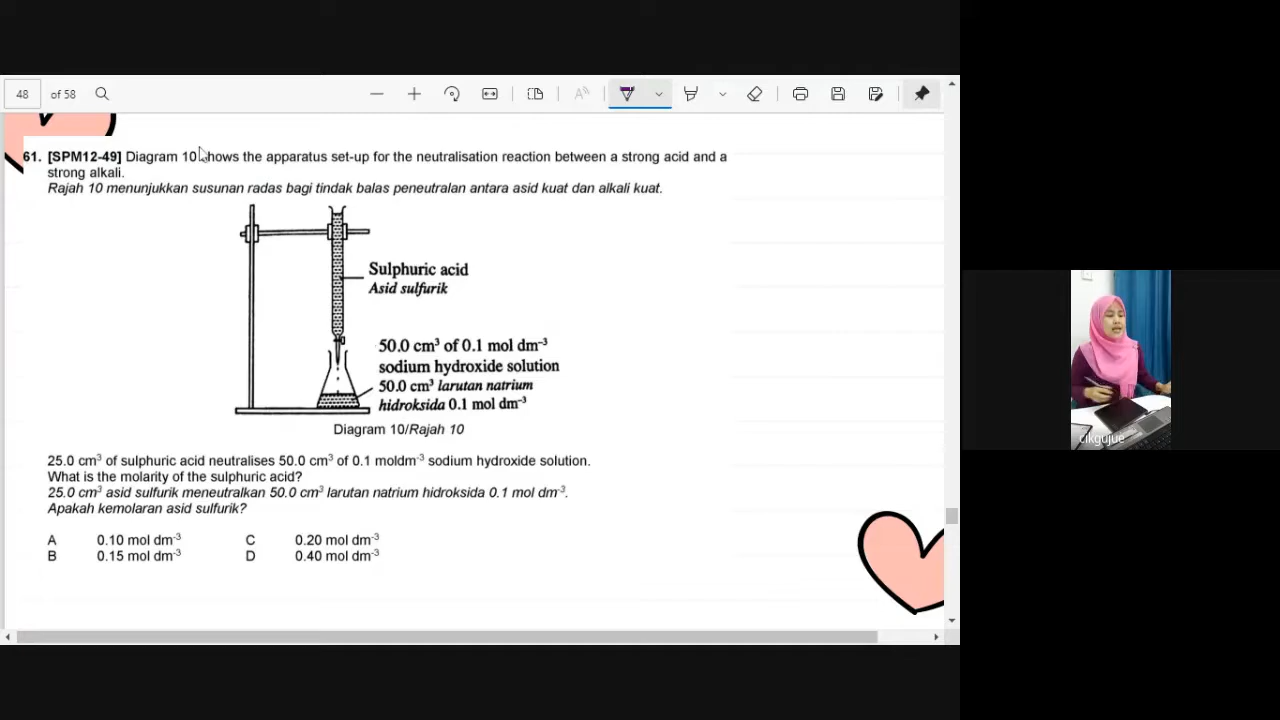 48 of 58
61. [SPM12-49] Diagram 10 shows the apparatus set-up for the neutralisation reaction between a strong acid and a
strong alkali.
Rajah 10 menunjukkan susunan radas bagi tindak balas peneutralan antara asid kuat dan alkali kuat.
Sulphuric acid
Asid sulfurik
50.0 cm³ of 0.1 mol dm⁻³
sodium hydroxide solution
50.0 cm³ larutan natrium
hidroksida 0.1 mol dm⁻³
Diagram 10/Rajah 10
25.0 cm³ of sulphuric acid neutralises 50.0 cm³ of 0.1 moldm⁻³ sodium hydroxide solution.
What is the molarity of the sulphuric acid?
25.0 cm³ asid sulfurik meneutralkan 50.0 cm³ larutan natrium hidroksida 0.1 mol dm⁻³.
Apakah kemolaran asid sulfurik?
A 0.10 mol dm⁻³ C 0.20 mol dm⁻³
B 0.15 mol dm⁻³ D 0.40 mol dm⁻³
cikgujue